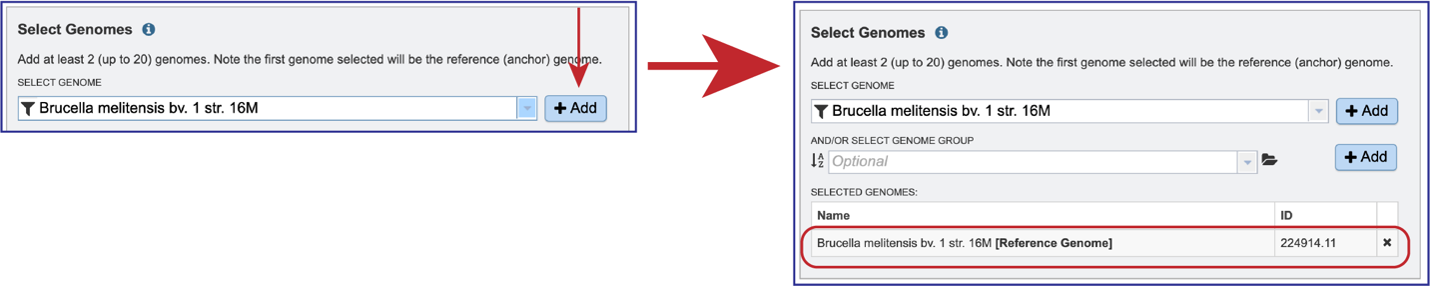 Select Genomes
Add at least 2 (up to 20) genomes. Note the first genome selected will be the reference (anchor) genome.
SELECT GENOME
Brucella melitensis bv. 1 str. 16M
+ Add
Select Genomes
Add at least 2 (up to 20) genomes. Note the first genome selected will be the reference (anchor) genome.
SELECT GENOME
Brucella melitensis bv. 1 str. 16M
+ Add
AND/OR SELECT GENOME GROUP
Optional
+ Add
SELECTED GENOMES:
Name ID
Brucella melitensis bv. 1 str. 16M [Reference Genome] 224914.11